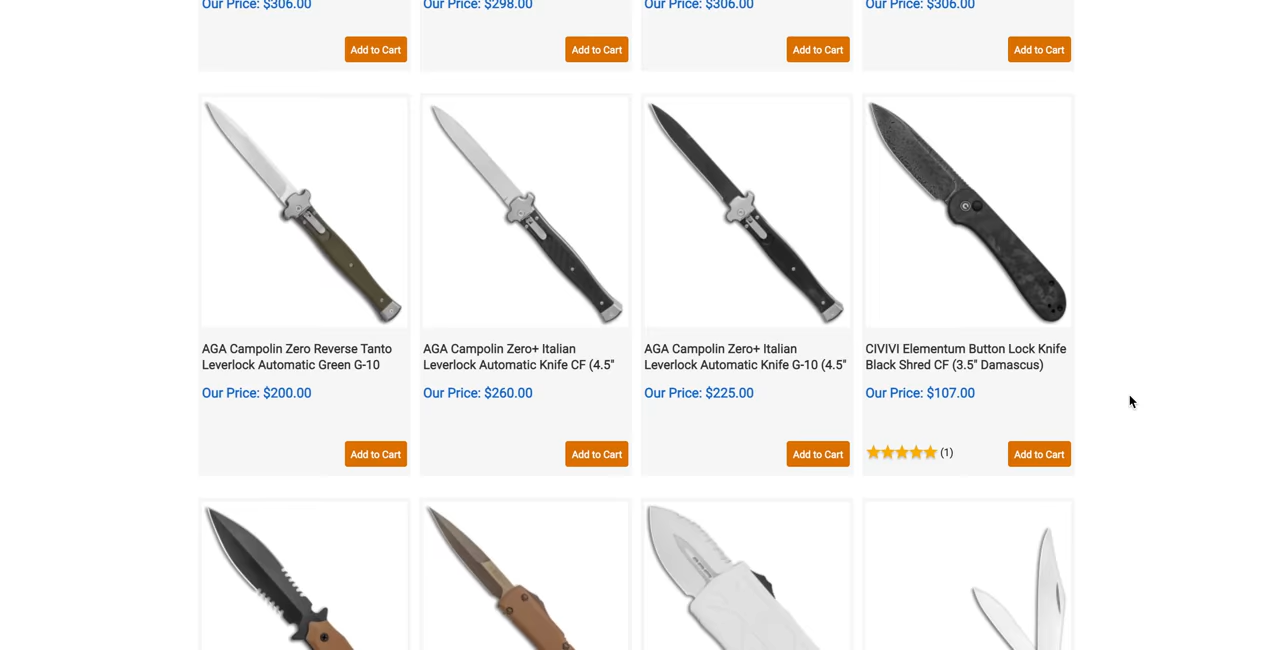 Our Price: $306.00
Our Price: $298.00
Our Price: $306.00
Our Price: $306.00
Add to Cart
Add to Cart
Add to Cart
Add to Cart
AGA Campolin Zero Reverse Tanto
Leverlock Automatic Green G-10
Our Price: $200.00
Add to Cart
AGA Campolin Zero+ Italian
Leverlock Automatic Knife CF (4.5"
Our Price: $260.00
Add to Cart
AGA Campolin Zero+ Italian
Leverlock Automatic Knife G-10 (4.5"
Our Price: $225.00
Add to Cart
CIVIVI Elementum Button Lock Knife
Black Shred CF (3.5" Damascus)
Our Price: $107.00
(1)
Add to Cart